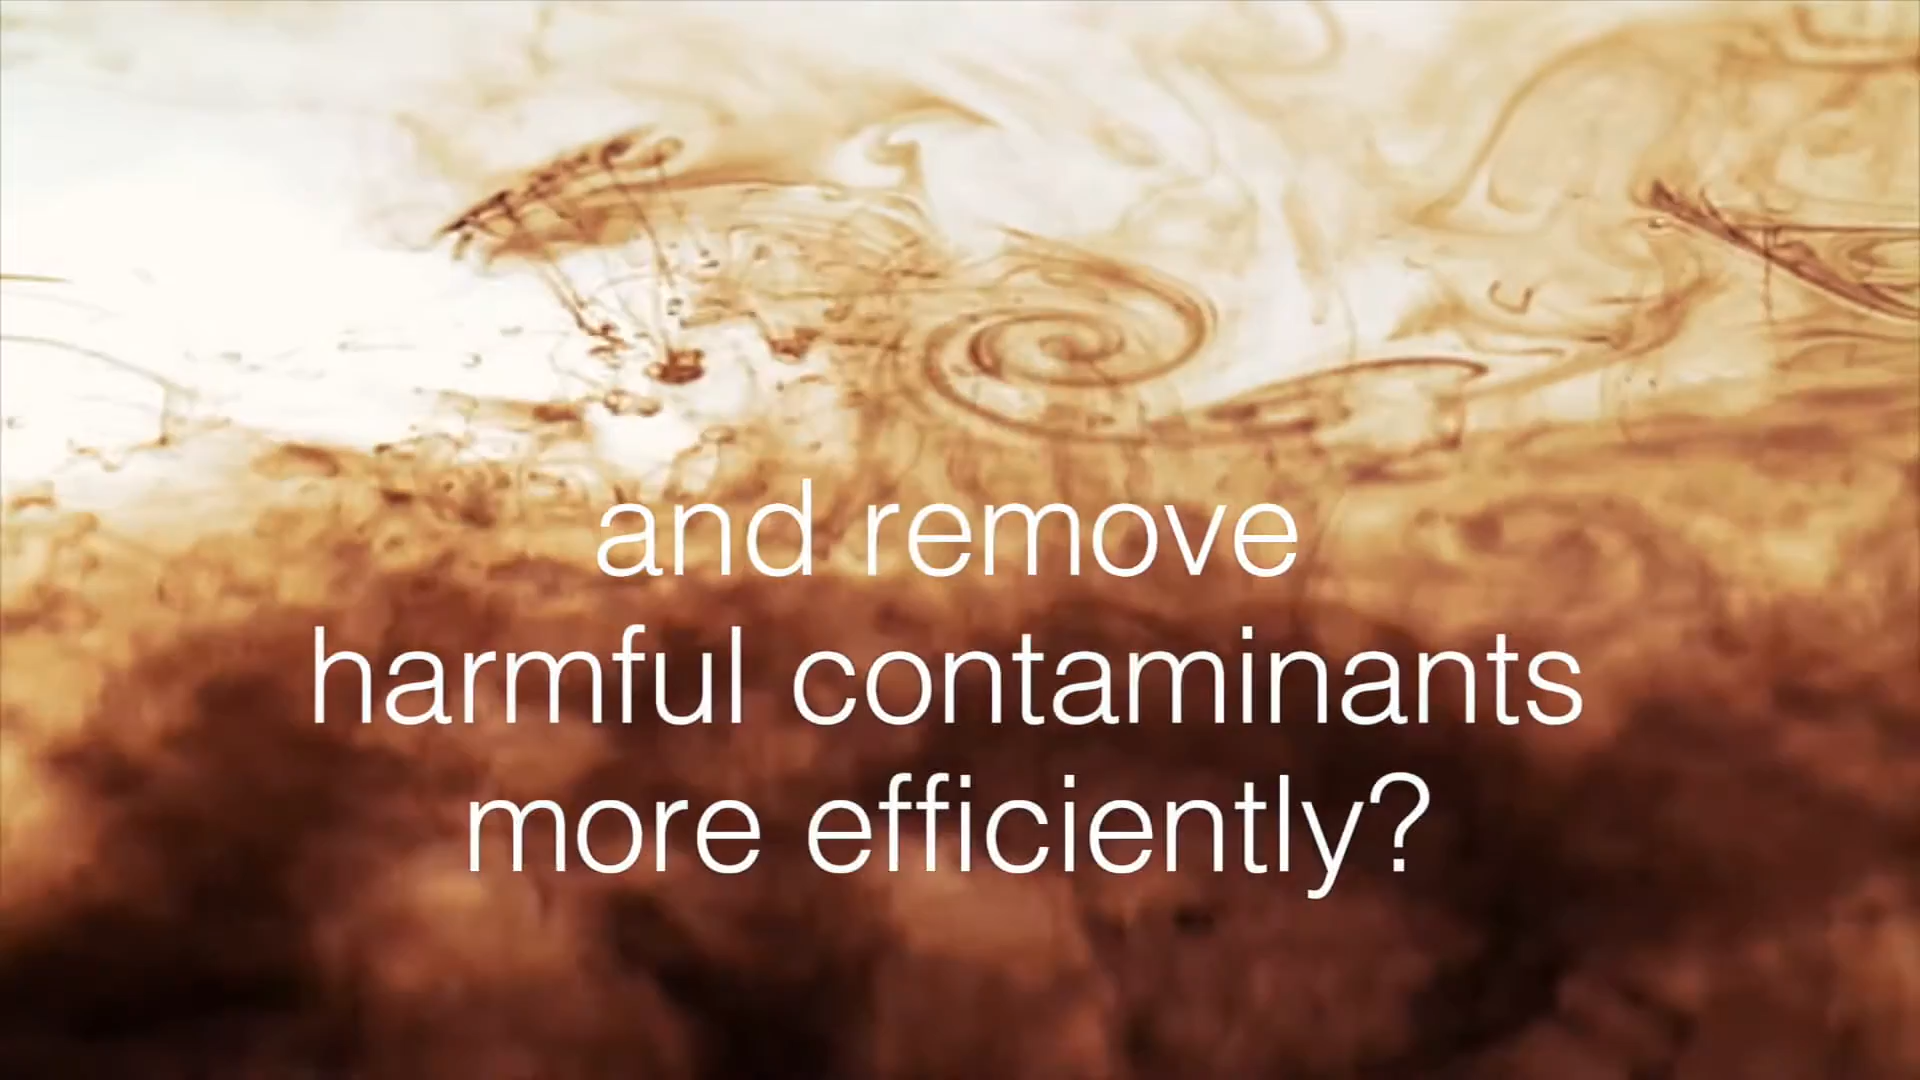 and remove
harmful contaminants
more efficiently?